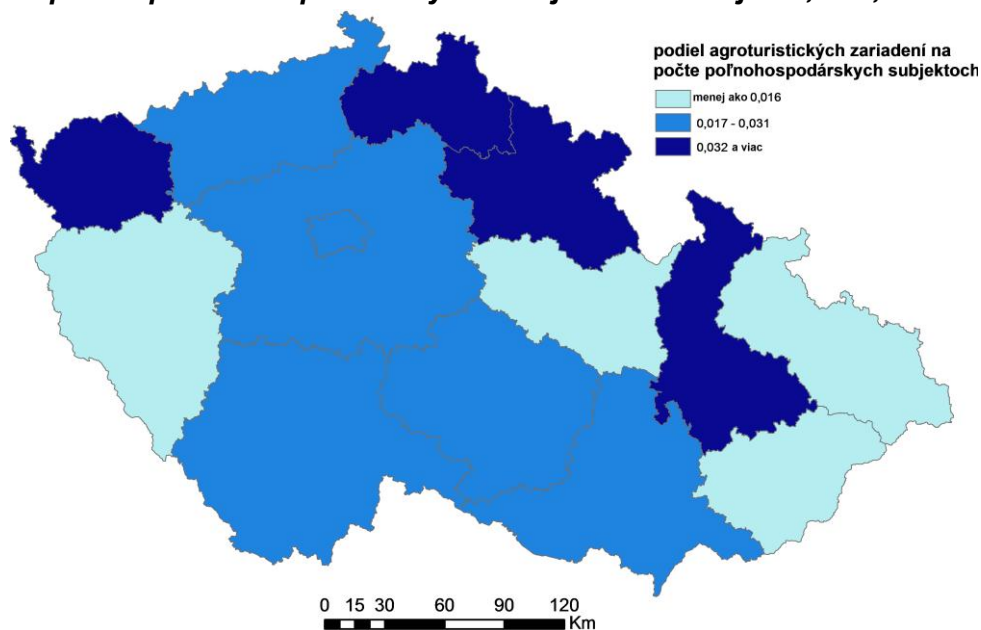 podiel agroturistických zariadení na
počte poľnohospodárskych subjektoch
menej ako 0,016
0,017 - 0,031
0,032 a viac
0 15 30 60 90 120
Km